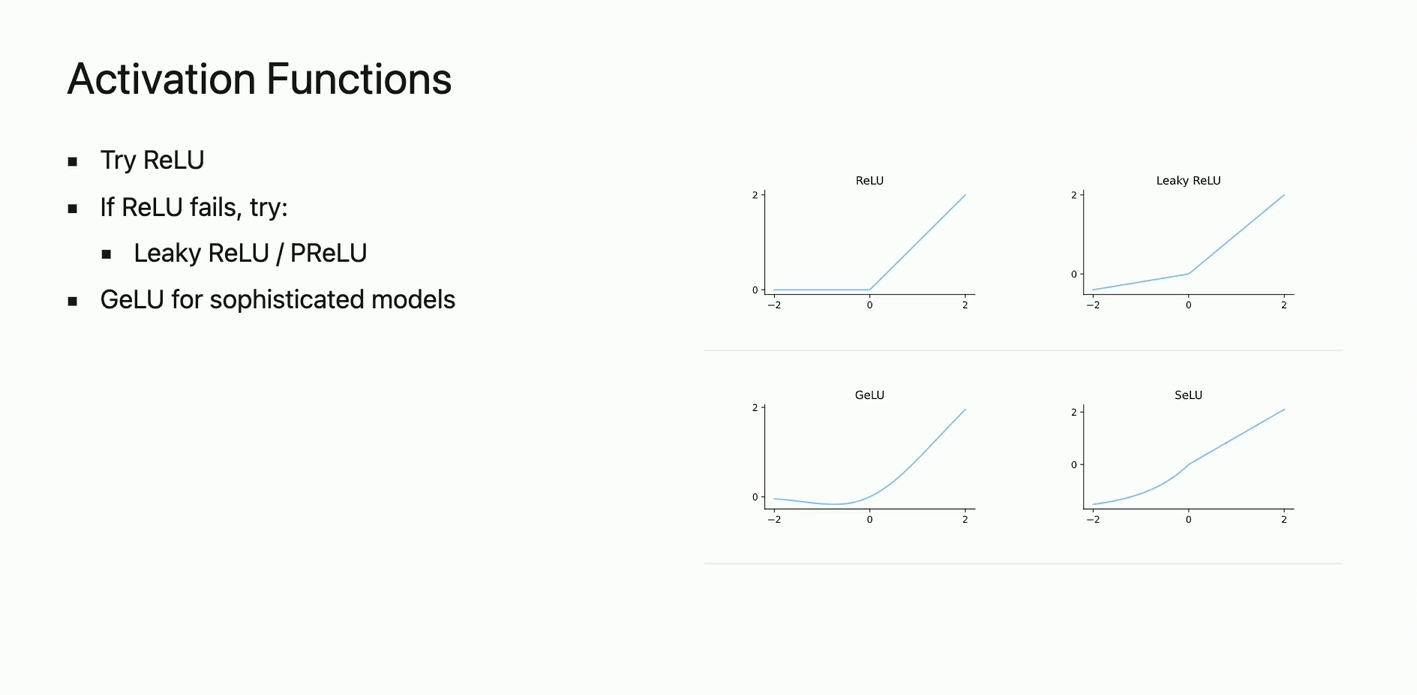 Activation Functions
▪ Try ReLU
▪ If ReLU fails, try:
▪ Leaky ReLU / PReLU
▪ GeLU for sophisticated models
ReLU
2
0
−2 0 2
Leaky ReLU
2
0
−2 0 2
GeLU
2
0
−2 0 2
SeLU
2
0
−2 0 2